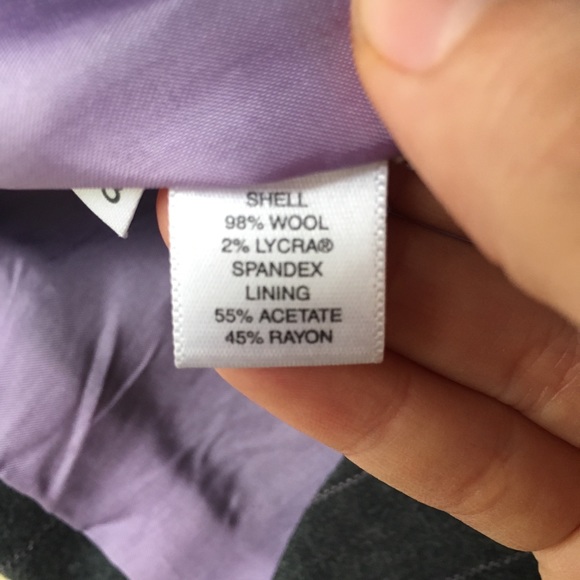 SHELL
98% WOOL
2% LYCRA®
SPANDEX
LINING
55% ACETATE
45% RAYON